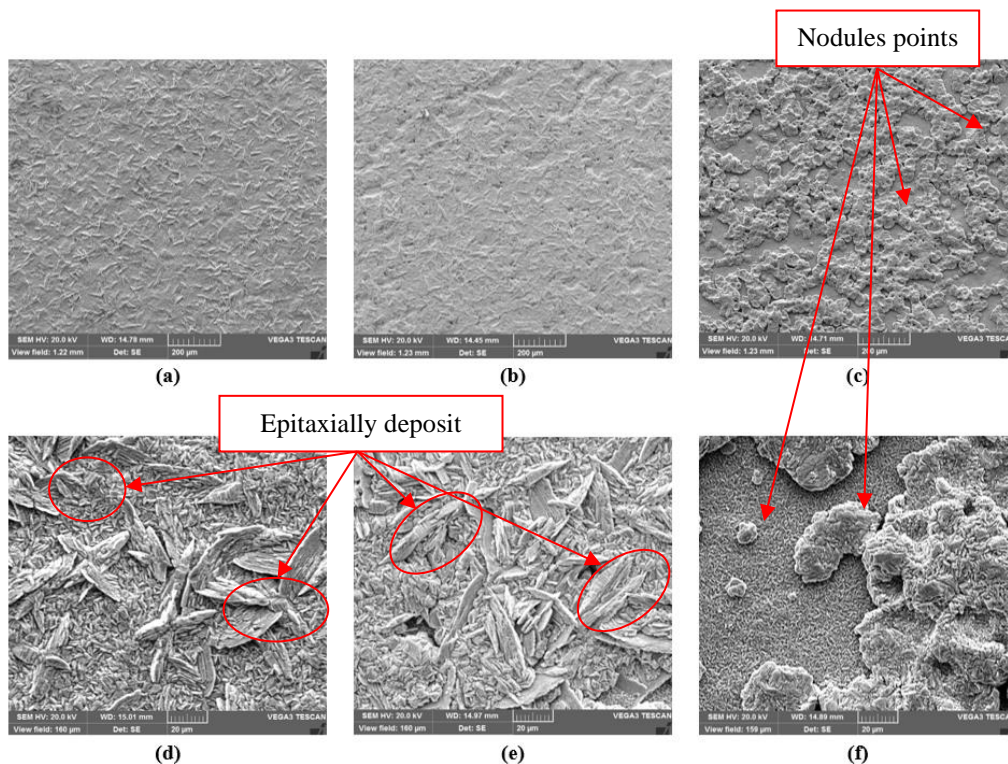 Nodules points
SEM HV: 20.0 kV WD: 14.78 mm VEGA3 TESCAN
View field: 1.22 mm Det: SE 200 µm
(a)
SEM HV: 20.0 kV WD: 14.45 mm VEGA3 TESCAN
View field: 1.23 mm Det: SE 200 µm
(b)
SEM HV: 20.0 kV WD: 14.71 mm VEGA3 TESCAN
View field: 1.23 mm Det: SE 200 µm
(c)
Epitaxially deposit
SEM HV: 20.0 kV WD: 15.01 mm VEGA3 TESCAN
View field: 160 µm Det: SE 20 µm
(d)
SEM HV: 20.0 kV WD: 14.97 mm VEGA3 TESCAN
View field: 160 µm Det: SE 20 µm
(e)
SEM HV: 20.0 kV WD: 14.89 mm VEGA3 TESCAN
View field: 159 µm Det: SE 20 µm
(f)